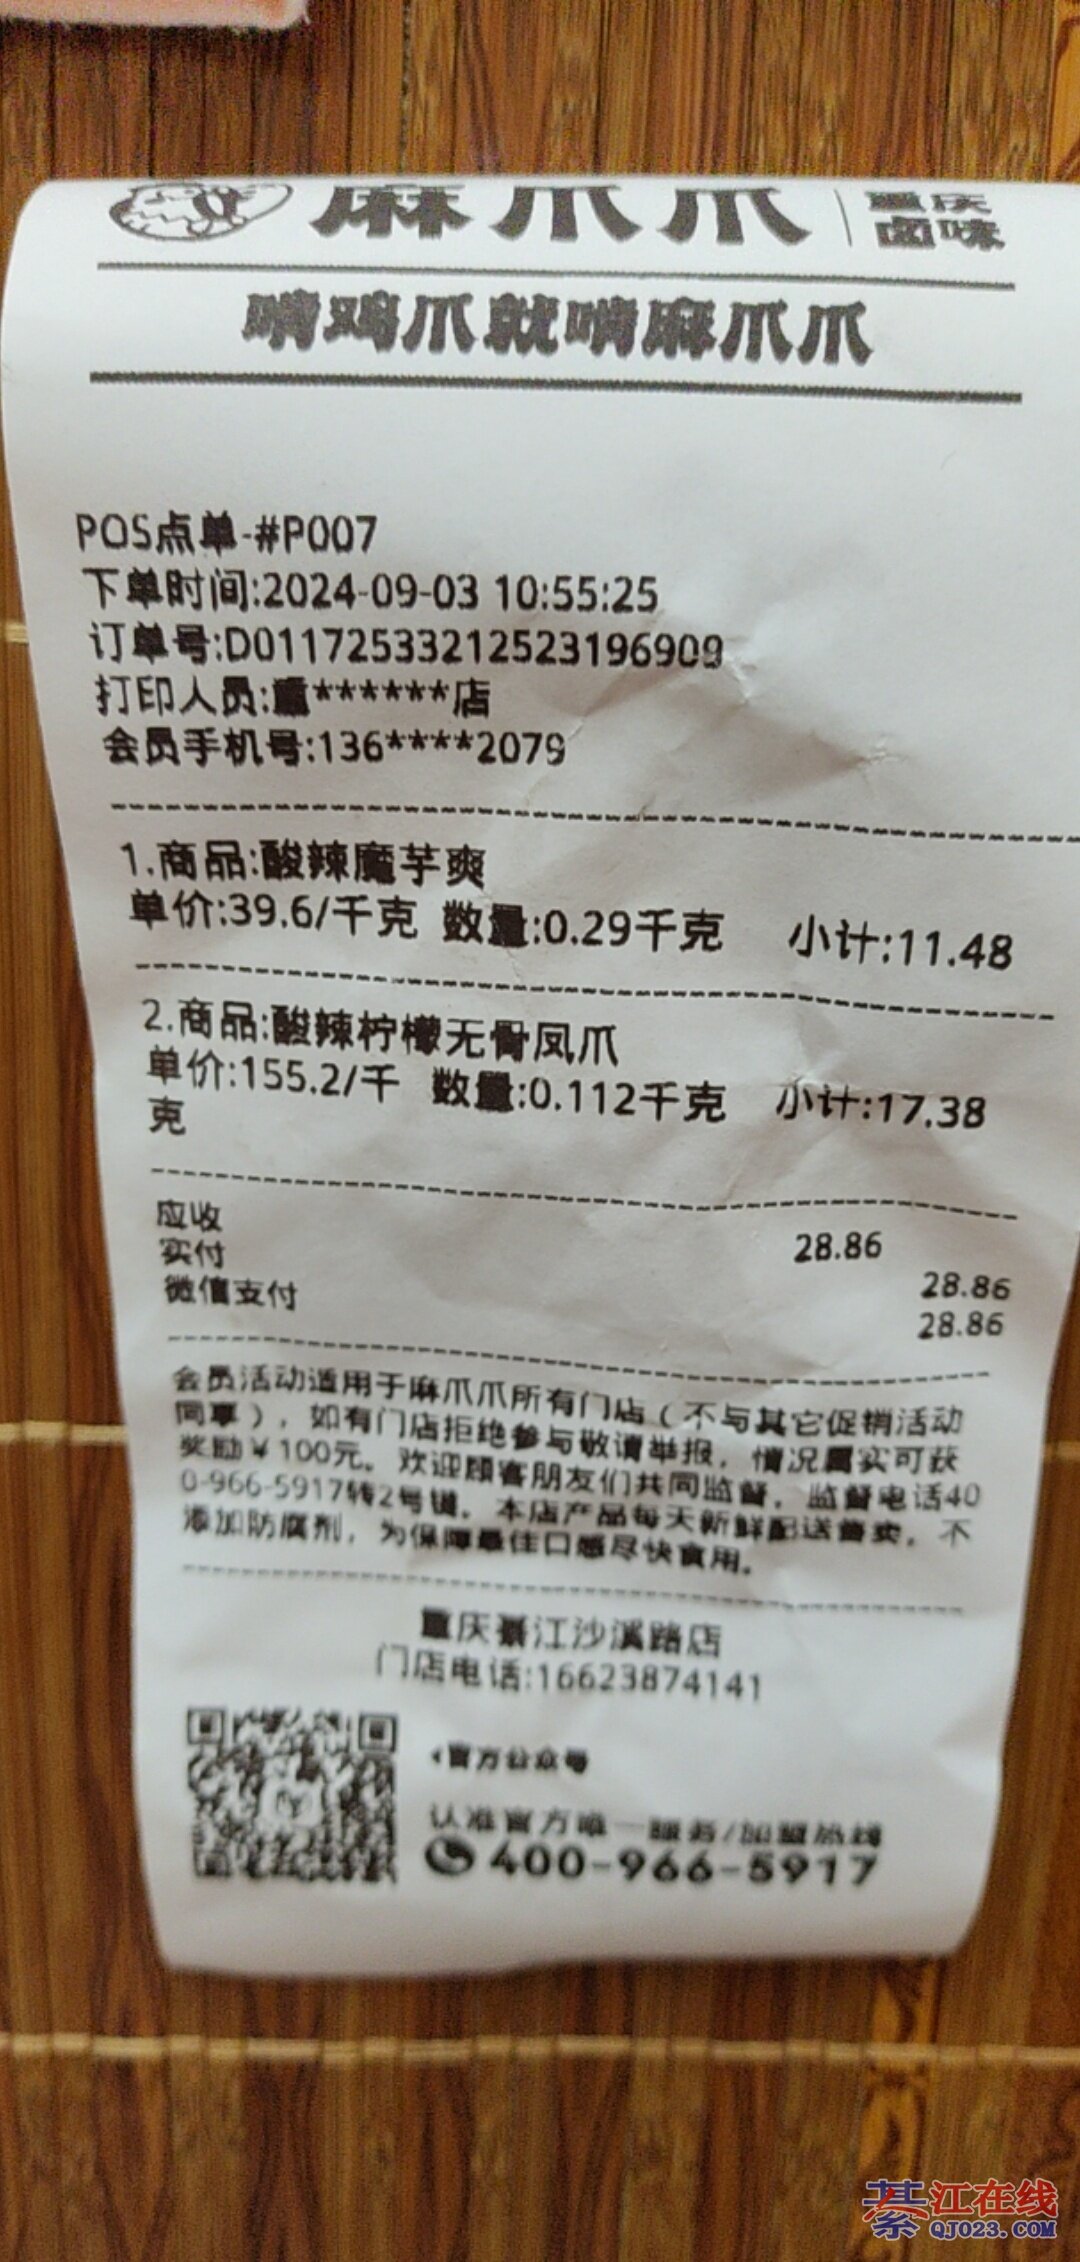 麻爪爪 重庆
卤味
啃鸡爪就啃麻爪爪
POS点单-#P007
下单时间:2024-09-03 10:55:25
订单号:D01172533212523196909
打印人员:重******店
会员手机号:136****2079
1.商品:酸辣魔芋爽
单价:39.6/千克 数量:0.29千克 小计:11.48
2.商品:酸辣柠檬无骨凤爪
单价:155.2/千 数量:0.112千克 小计:17.38
克
应收 28.86
实付 28.86
微信支付 28.86
会员活动适用于麻爪爪所有门店（不与其它促销活动
同享），如有门店拒绝参与敬请举报，情况属实可获
奖励￥100元。欢迎顾客朋友们共同监督，监督电话40
0-966-5917转2号键。本店产品每天新鲜配送售卖，不
添加防腐剂，为保障最佳口感尽快食用。
重庆綦江沙溪路店
门店电话:16623874141
官方公众号
认准官方唯一服务/加盟热线
400-966-5917
綦江在线
QJ023.COM